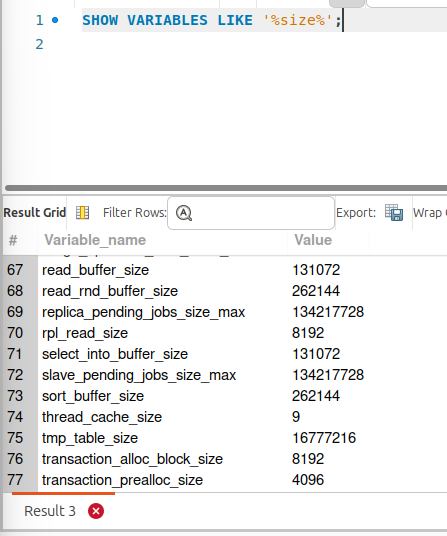 1 SHOW VARIABLES LIKE '%size%';
2
Result Grid Filter Rows: Export: Wrap
# Variable_name Value
67 read_buffer_size 131072
68 read_rnd_buffer_size 262144
69 replica_pending_jobs_size_max 134217728
70 rpl_read_size 8192
71 select_into_buffer_size 131072
72 slave_pending_jobs_size_max 134217728
73 sort_buffer_size 262144
74 thread_cache_size 9
75 tmp_table_size 16777216
76 transaction_alloc_block_size 8192
77 transaction_prealloc_size 4096
Result 3